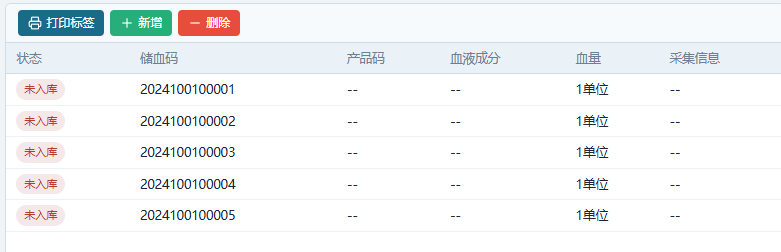 打印标签 新增 删除
状态 储血码 产品码 血液成分 血量 采集信息
未入库 2024100100001 -- -- 1单位 --
未入库 2024100100002 -- -- 1单位 --
未入库 2024100100003 -- -- 1单位 --
未入库 2024100100004 -- -- 1单位 --
未入库 2024100100005 -- -- 1单位 --